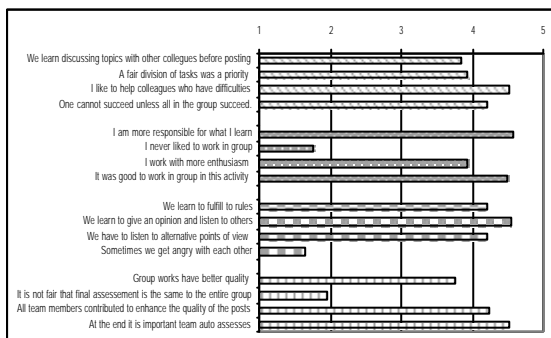 1 2 3 4 5
We learn discussing topics with other collegues before posting
A fair division of tasks was a priority
I like to help colleagues who have difficulties
One cannot succeed unless all in the group succeed.
I am more responsible for what I learn
I never liked to work in group
I work with more enthusiasm
It was good to work in group in this activity
We learn to fulfill to rules
We learn to give an opinion and listen to others
We have to listen to alternative points of view
Sometimes we get angry with each other
Group works have better quality
It is not fair that final assessement is the same to the entire group
All team members contributed to enhance the quality of the posts
At the end it is important team auto assesses